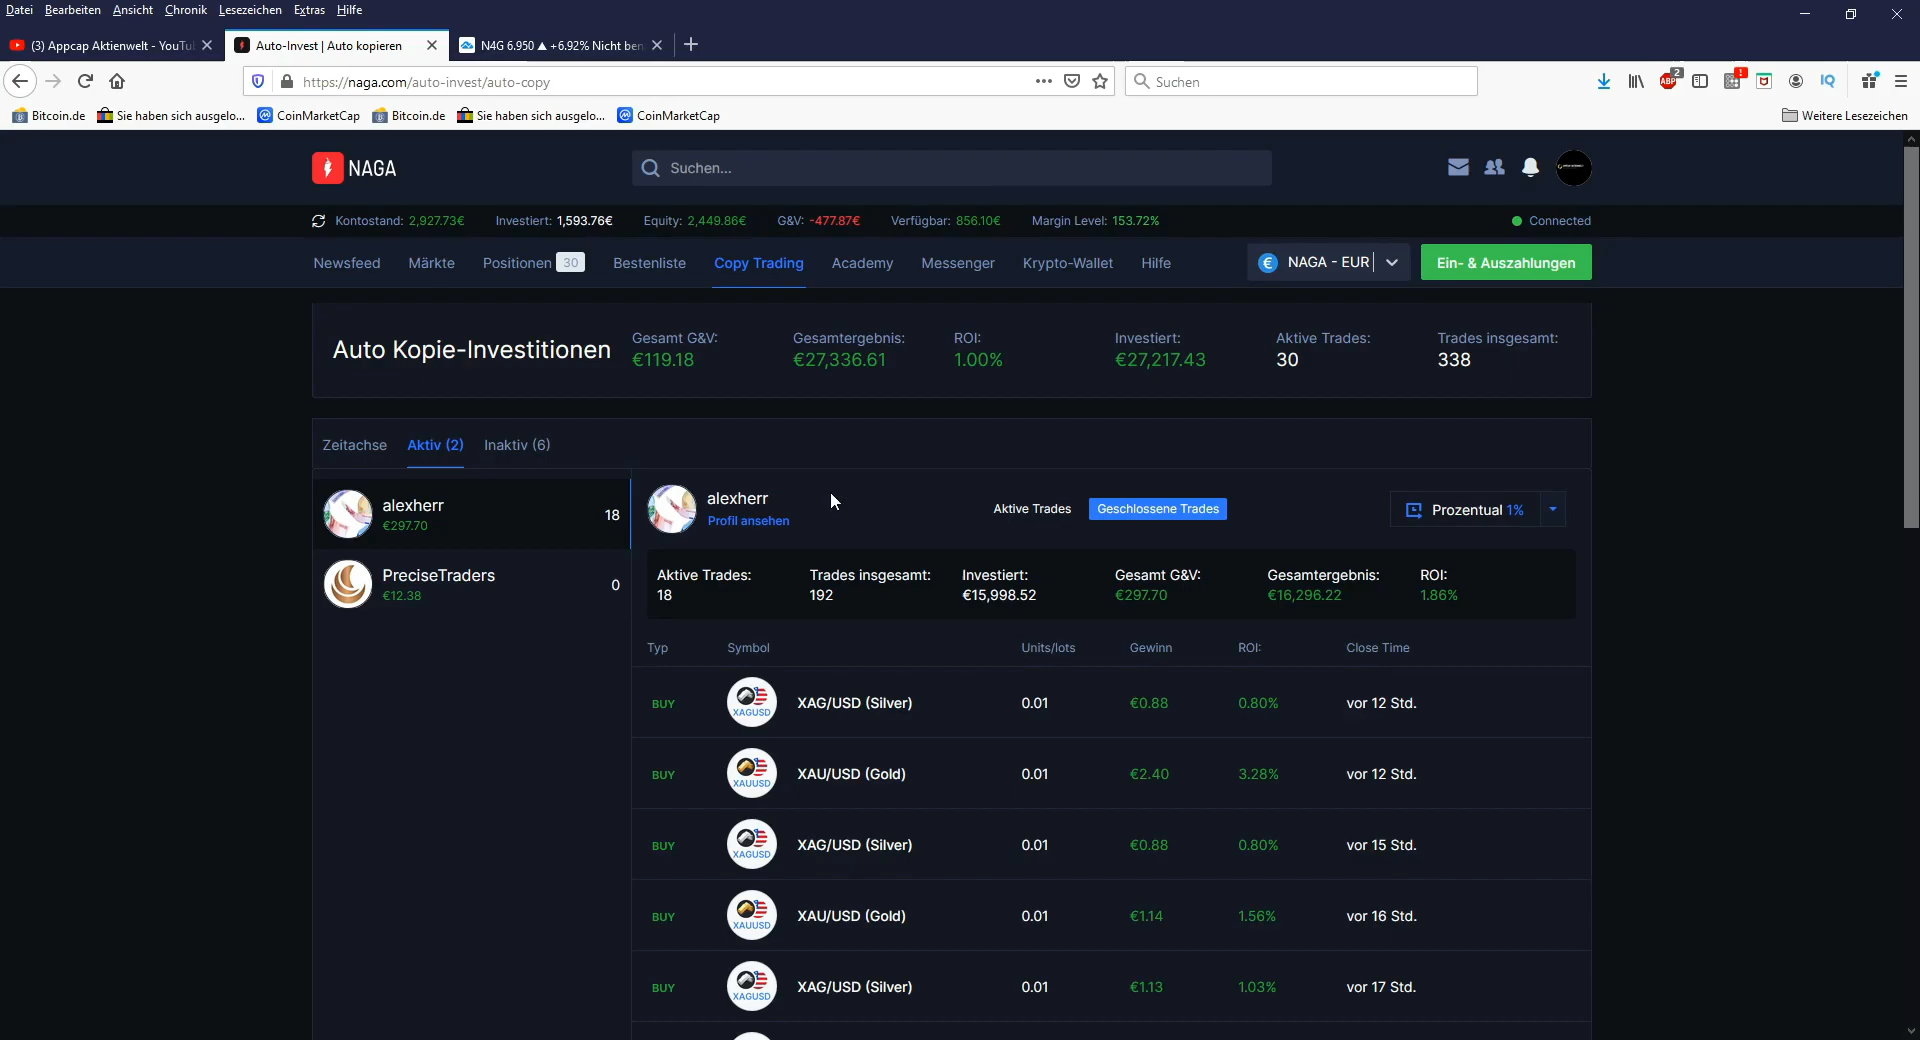 Datei Bearbeiten Ansicht Chronik Lesezeichen Extras Hilfe
(3) Appcap Aktienwelt - YouTu
Auto-Invest | Auto kopieren
N4G 6.950 ▲ +6.92% Nicht ben
https://naga.com/auto-invest/auto-copy
Suchen
ABP 2 ! IQ
Bitcoin.de Sie haben sich ausgelo... CoinMarketCap Bitcoin.de Sie haben sich ausgelo... CoinMarketCap Weitere Lesezeichen
NAGA Suchen...
Kontostand: 2,927.73€ Investiert: 1,593.76€ Equity: 2,449.86€ G&V: -477.87€ Verfügbar: 856.10€ Margin Level: 153.72% Connected
Newsfeed Märkte Positionen 30 Bestenliste Copy Trading Academy Messenger Krypto-Wallet Hilfe € NAGA - EUR Ein- & Auszahlungen
Auto Kopie-Investitionen
Gesamt G&V: Gesamtergebnis: ROI: Investiert: Aktive Trades: Trades insgesamt:
€119.18 €27,336.61 1.00% €27,217.43 30 338
Zeitachse Aktiv (2) Inaktiv (6)
alexherr
€297.70
18
PreciseTraders
€12.38
0
alexherr
Profil ansehen
Aktive Trades Geschlossene Trades Prozentual 1%
Aktive Trades: Trades insgesamt: Investiert: Gesamt G&V: Gesamtergebnis: ROI:
18 192 €15,998.52 €297.70 €16,296.22 1.86%
Typ Symbol Units/lots Gewinn ROI: Close Time
BUY XAGUSD XAG/USD (Silver) 0.01 €0.88 0.80% vor 12 Std.
BUY XAUUSD XAU/USD (Gold) 0.01 €2.40 3.28% vor 12 Std.
BUY XAGUSD XAG/USD (Silver) 0.01 €0.88 0.80% vor 15 Std.
BUY XAUUSD XAU/USD (Gold) 0.01 €1.14 1.56% vor 16 Std.
BUY XAGUSD XAG/USD (Silver) 0.01 €1.13 1.03% vor 17 Std.